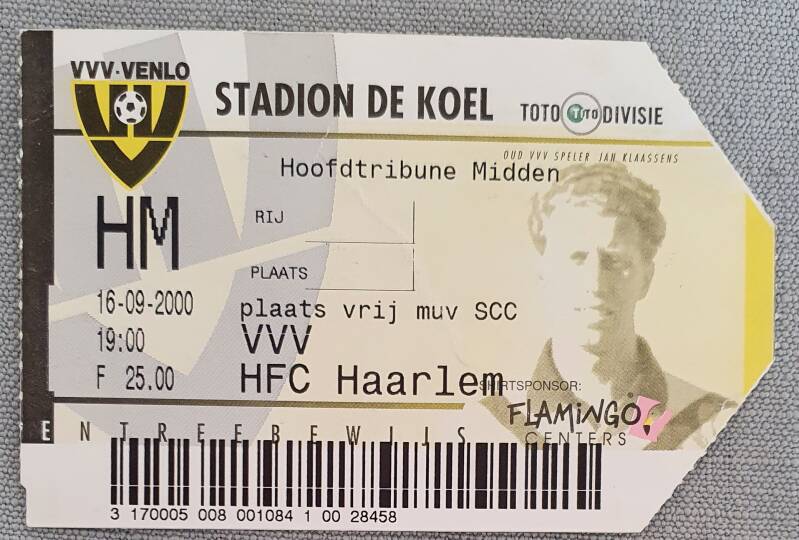 VVV-VENLO
STADION DE KOEL
TOTO TOTO DIVISIE
OUD VVV SPELER JAN KLAASSENS
Hoofdtribune Midden
HM
RIJ
PLAATS
16-09-2000
plaats vrij muv SCC
19:00
VVV
F 25.00
HFC Haarlem
SHIRTSPONSOR:
FLAMINGO
CENTERS
ENTREEBEWIJS
3 170005 008 001084 1 00 28458